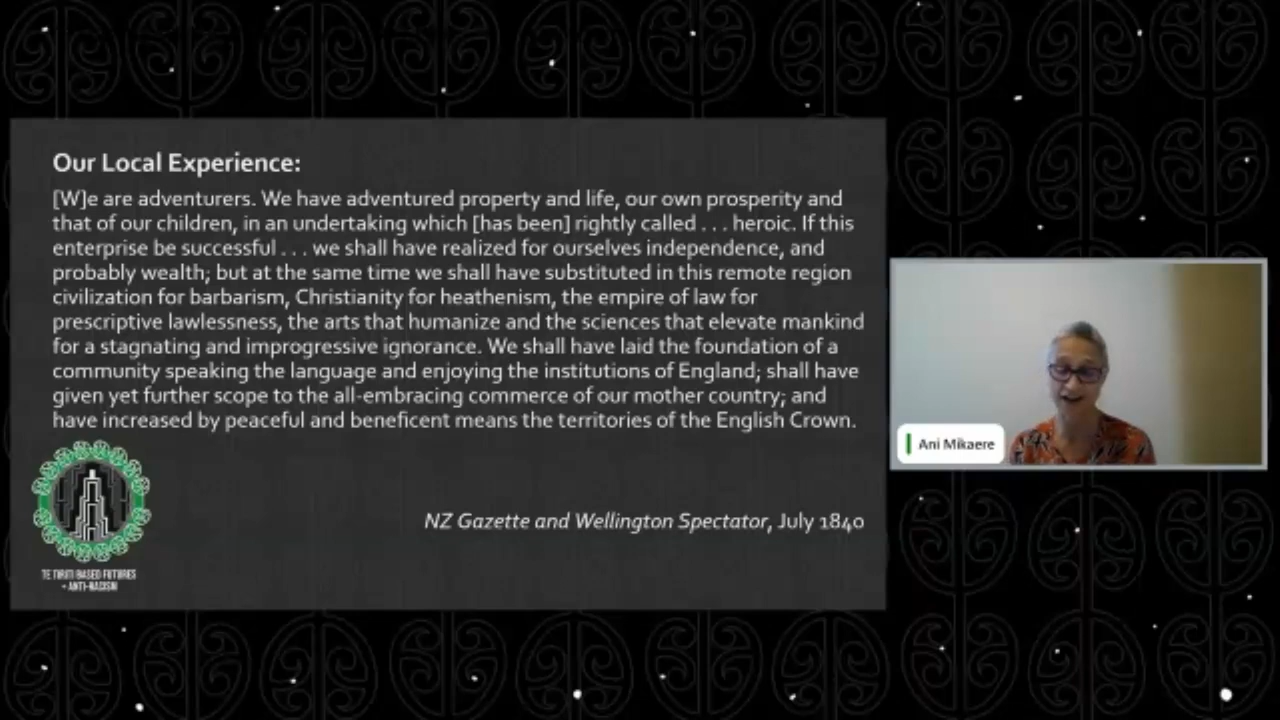 Our Local Experience:
[W]e are adventurers. We have adventured property and life, our own prosperity and
that of our children, in an undertaking which [has been] rightly called . . . heroic. If this
enterprise be successful . . . we shall have realized for ourselves independence, and
probably wealth; but at the same time we shall have substituted in this remote region
civilization for barbarism, Christianity for heathenism, the empire of law for
prescriptive lawlessness, the arts that humanize and the sciences that elevate mankind
for a stagnating and improgressive ignorance. We shall have laid the foundation of a
community speaking the language and enjoying the institutions of England; shall have
given yet further scope to the all-embracing commerce of our mother country; and
have increased by peaceful and beneficent means the territories of the English Crown.
NZ Gazette and Wellington Spectator, July 1840
TE TIRITI BASED FUTURES
+ ANTI-RACISM
Ani Mikaere